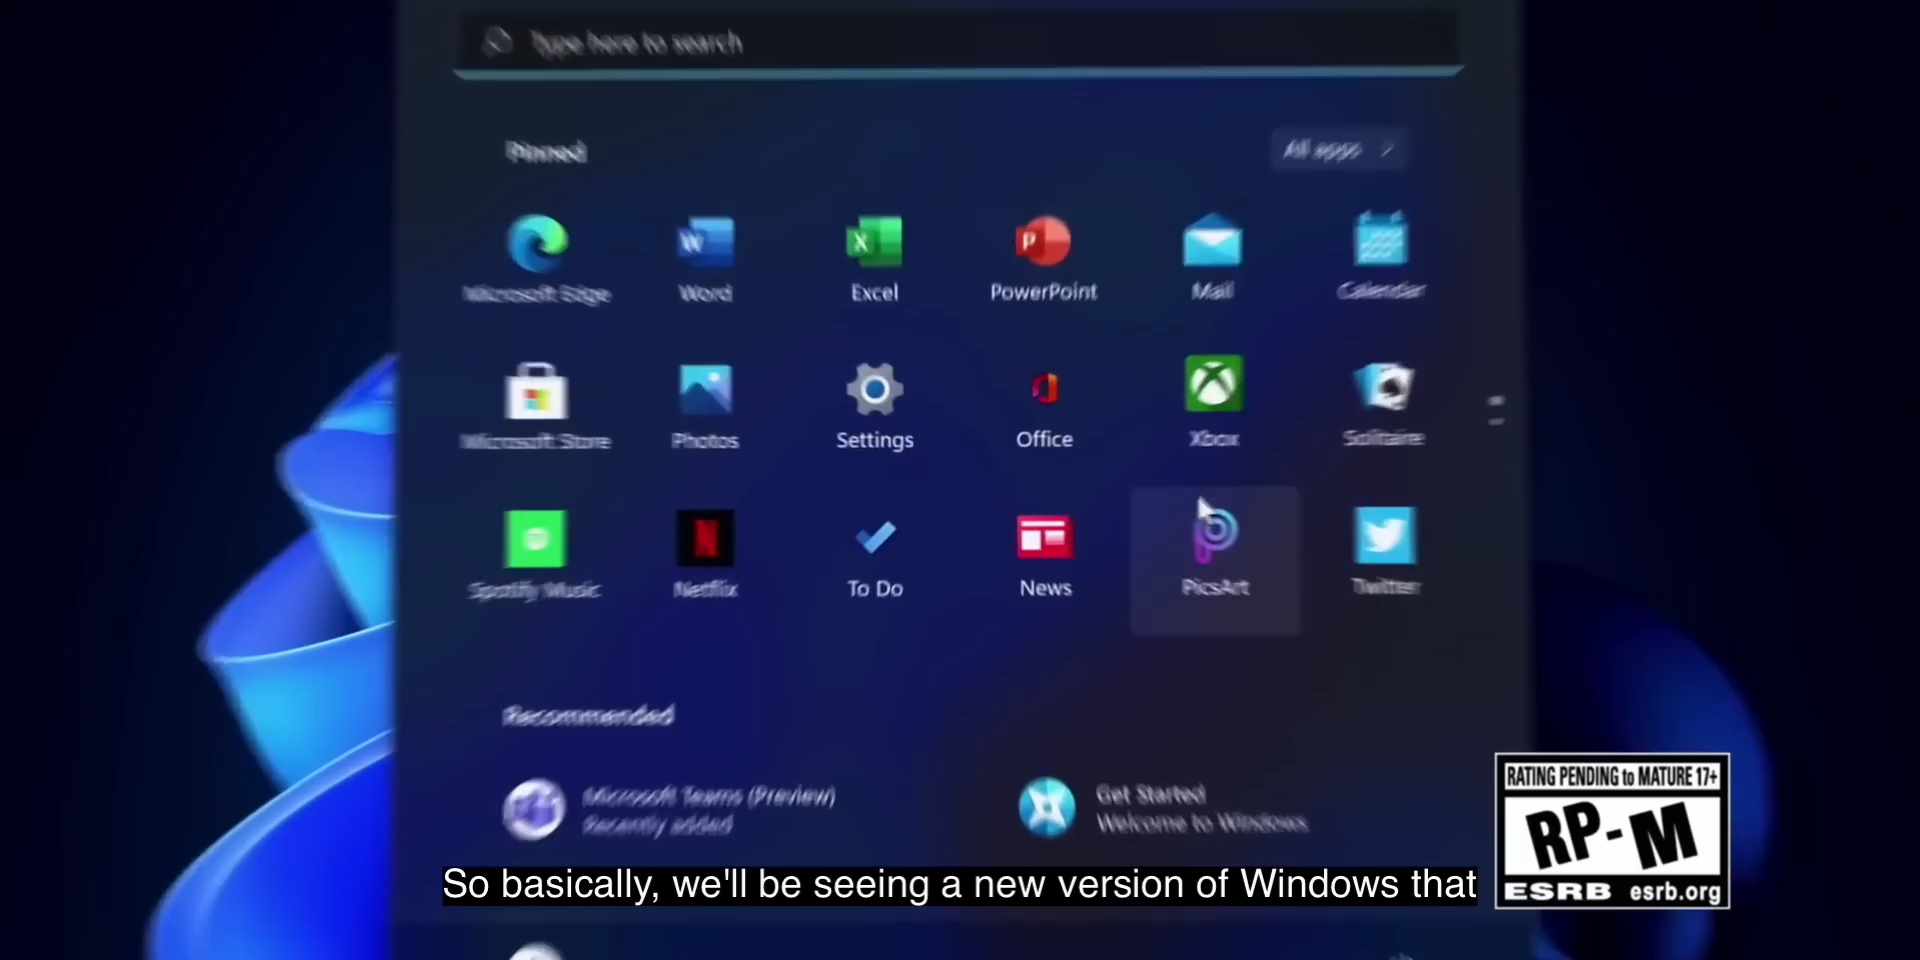 Type here to search
Pinned
All apps
Microsoft Edge
Word
Excel
PowerPoint
Mail
Calendar
Microsoft Store
Photos
Settings
Office
Xbox
Solitaire
Spotify Music
Netflix
To Do
News
PicsArt
Twitter
Recommended
Microsoft Teams (Preview)
Recently added
Get Started
Welcome to Windows
So basically, we'll be seeing a new version of Windows that
RATING PENDING to MATURE 17+
RP-M
ESRB esrb.org